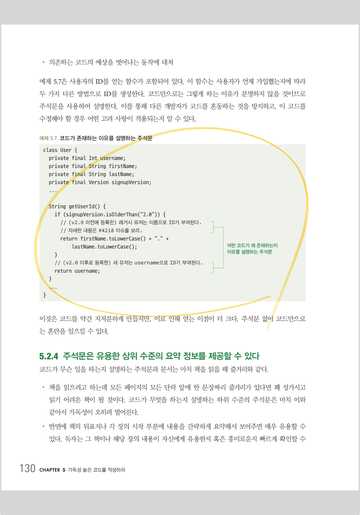 • 의존하는 코드의 예상을 벗어나는 동작에 대처
예제 5.7은 사용자의 ID를 얻는 함수가 포함되어 있다. 이 함수는 사용자가 언제 가입했는지에 따라
두 가지 다른 방법으로 ID를 생성한다. 코드만으로는 그렇게 하는 이유가 분명하지 않을 것이므로
주석문을 사용하여 설명한다. 이를 통해 다른 개발자가 코드를 혼동하는 것을 방지하고, 이 코드를
수정해야 할 경우 어떤 고려 사항이 적용되는지 알 수 있다.
예제 5.7 코드가 존재하는 이유를 설명하는 주석문
class User {
private final Int username;
private final String firstName;
private final String lastName;
private final Version signupVersion;
...
String getUserId() {
if (signupVersion.isOlderThan("2.0")) {
// (v2.0 이전에 등록한) 레거시 유저는 이름으로 ID가 부여된다.
// 자세한 내용은 #4218 이슈를 보라.
return firstName.toLowerCase() + "." +
lastName.toLowerCase();
}
// (v2.0 이후로 등록한) 새 유저는 username으로 ID가 부여된다.
return username;
}
...
}
어떤 코드가 왜 존재하는지
이유를 설명하는 주석문
이것은 코드를 약간 지저분하게 만들지만, 이로 인해 얻는 이점이 더 크다. 주석문 없이 코드만으로
는 혼란을 일으킬 수 있다.
5.2.4 주석문은 유용한 상위 수준의 요약 정보를 제공할 수 있다
코드가 무슨 일을 하는지 설명하는 주석문과 문서는 마치 책을 읽을 때 줄거리와 같다.
• 책을 읽으려고 하는데 모든 페이지의 모든 단락 앞에 한 문장짜리 줄거리가 있다면 꽤 성가시고
읽기 어려운 책이 될 것이다. 코드가 무엇을 하는지 설명하는 하위 수준의 주석문은 마치 이와
같아서 가독성이 오히려 떨어진다.
• 반면에 책의 뒤표지나 각 장의 시작 부분에 내용을 간략하게 요약해서 보여주면 매우 유용할 수
있다. 독자는 그 책이나 해당 장의 내용이 자신에게 유용한지 혹은 흥미로운지 빠르게 확인할 수
130 CHAPTER 5 가독성 높은 코드를 작성하라